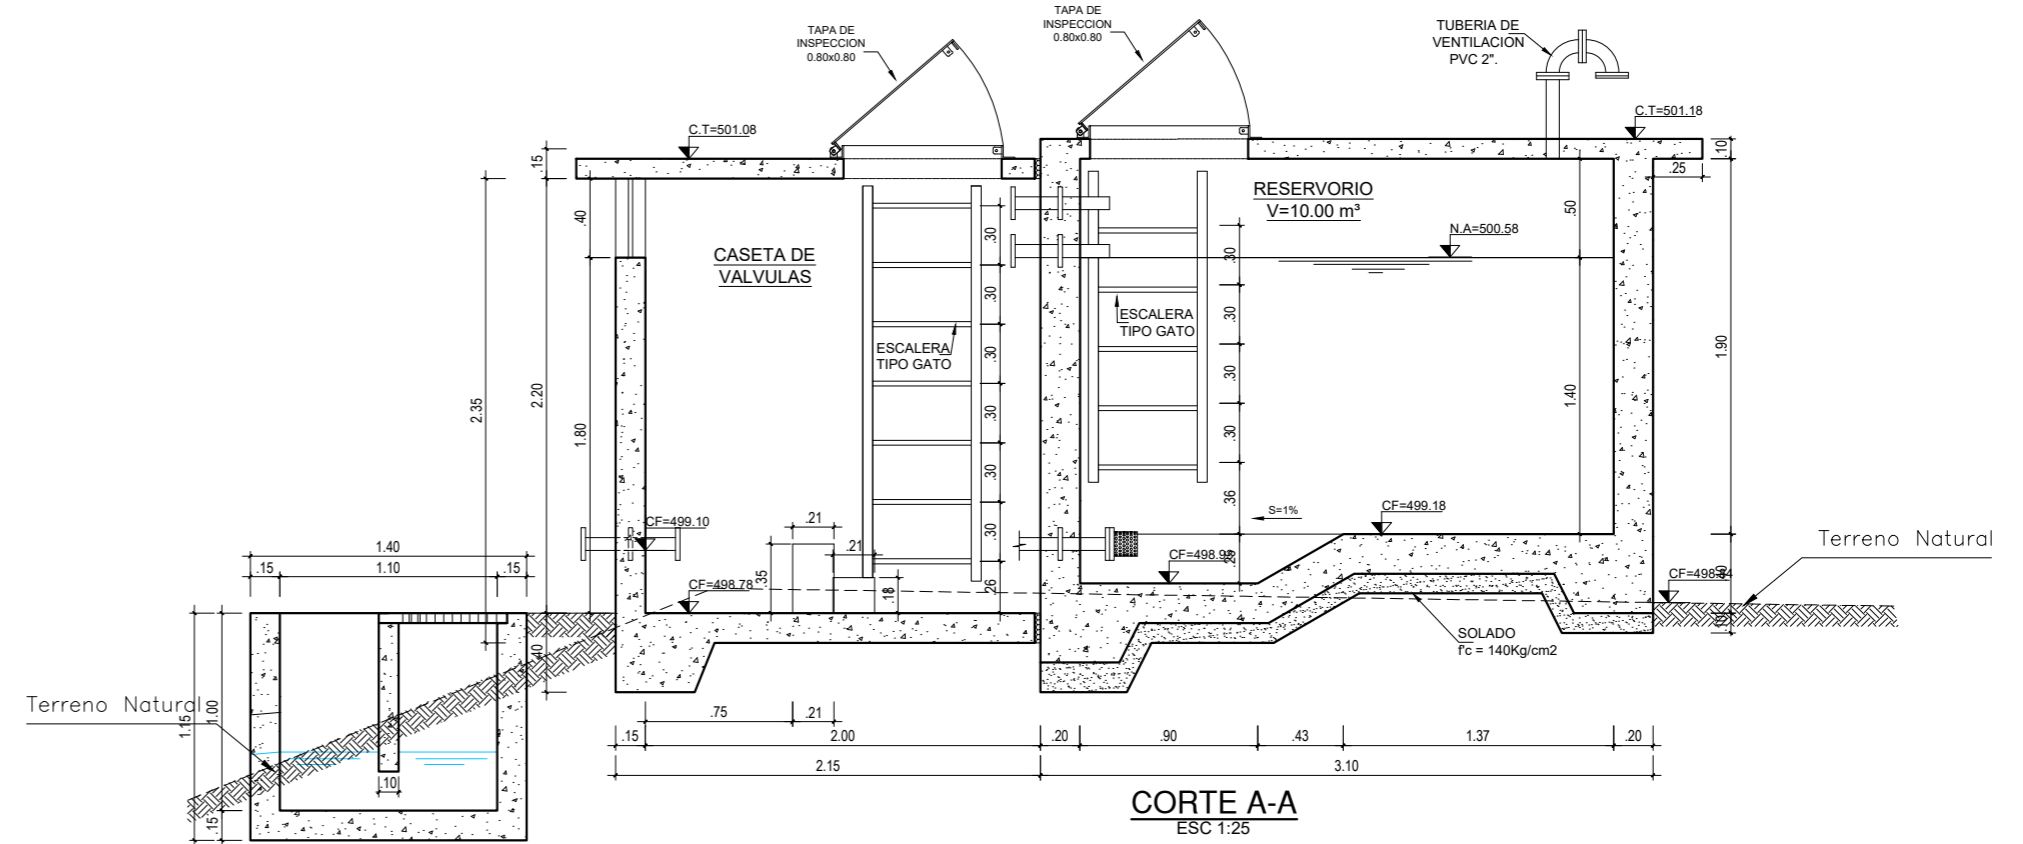 TAPA DE
INSPECCION
0.80x0.80
TAPA DE
INSPECCION
0.80x0.80
TUBERIA DE
VENTILACION
PVC 2".
C.T=501.08
C.T=501.18
.15
.10
.25
RESERVORIO
V=10.00 m³
.40
.50
N.A=500.58
CASETA DE
VALVULAS
.30
.30
.30
.30
.30
.30
ESCALERA
TIPO GATO
.30
.30
.30
.30
.36
ESCALERA
TIPO GATO
2.35
2.20
1.80
1.90
1.40
CF=499.10
.21
.21
.35
.18
.26
CF=498.78
S=1%
CF=499.18
Terreno Natural
1.40
.15
1.10
.15
SOLADO
f'c = 140Kg/cm2
.40
Terreno Natural
1.15
1.00
.10
.15
.75
.21
.15
2.00
.20
.90
.43
1.37
.20
2.15
3.10
CORTE A-A
ESC 1:25